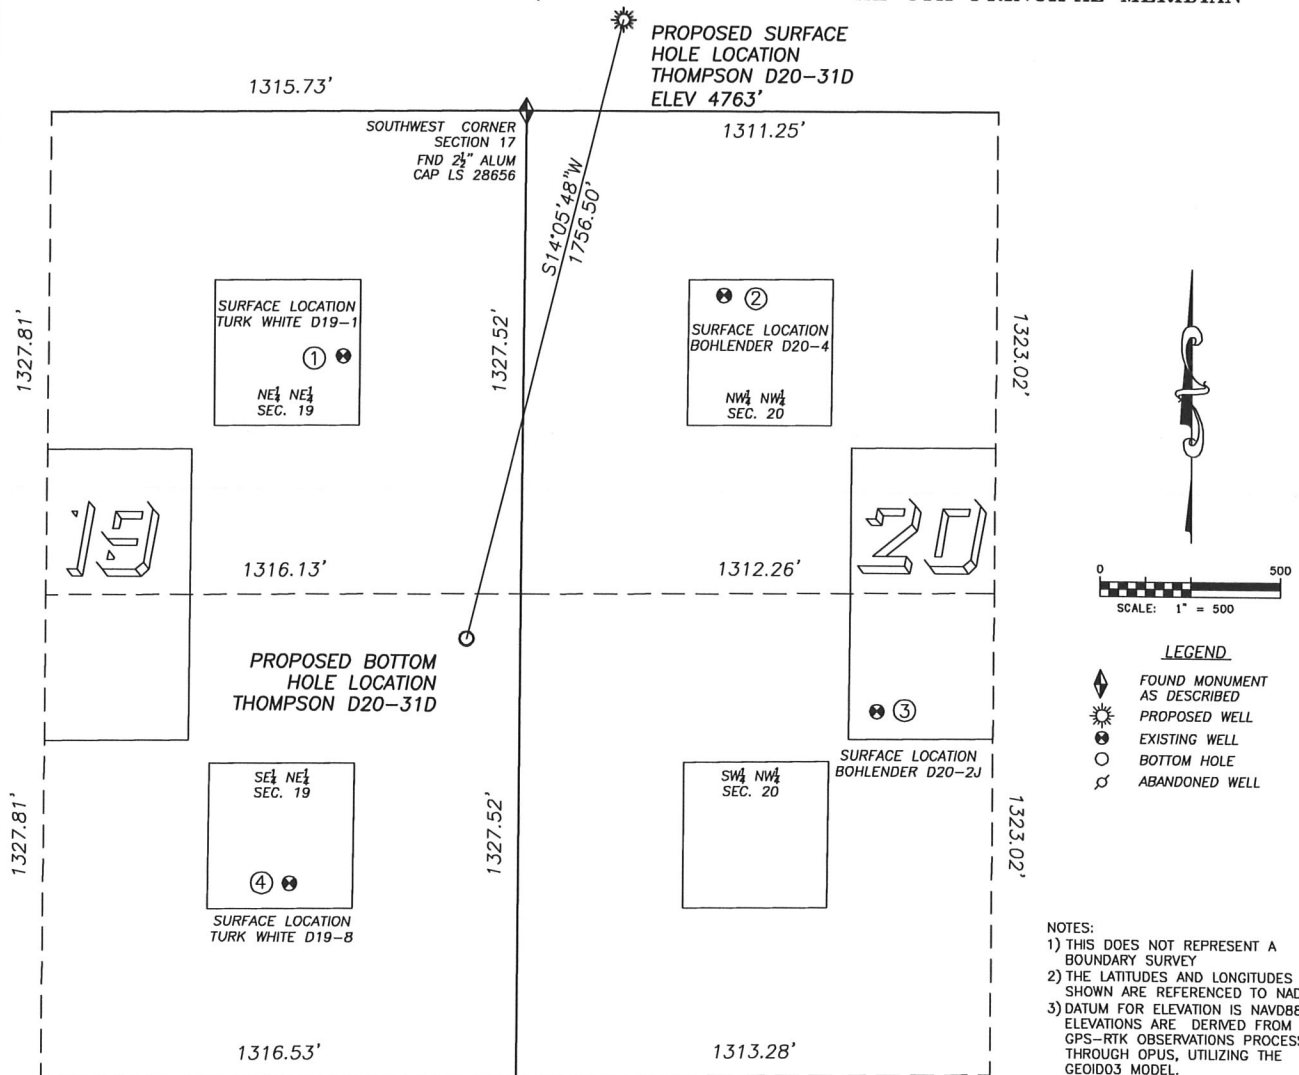 PRINCIPAL MERIDIAN
PROPOSED SURFACE
HOLE LOCATION
THOMPSON D20-31D
ELEV 4763'
1315.73'
1311.25'
SOUTHWEST CORNER
SECTION 17
FND 2½" ALUM
CAP LS 28656
S14°05'48"W
1756.50'
SURFACE LOCATION
TURK WHITE D19-1
1
NE¼ NE¼
SEC. 19
2
SURFACE LOCATION
BOHLENDER D20-4
NW¼ NW¼
SEC. 20
1327.81'
1327.52'
1323.02'
19
20
1316.13'
1312.26'
0 500
SCALE: 1" = 500
PROPOSED BOTTOM
HOLE LOCATION
THOMPSON D20-31D
LEGEND
FOUND MONUMENT
AS DESCRIBED
PROPOSED WELL
EXISTING WELL
BOTTOM HOLE
ABANDONED WELL
3
SURFACE LOCATION
BOHLENDER D20-2J
SE¼ NE¼
SEC. 19
SW¼ NW¼
SEC. 20
1327.81'
1327.52'
1323.02'
4
SURFACE LOCATION
TURK WHITE D19-8
1316.53'
1313.28'
NOTES:
1) THIS DOES NOT REPRESENT A
BOUNDARY SURVEY
2) THE LATITUDES AND LONGITUDES
SHOWN ARE REFERENCED TO NAD
3) DATUM FOR ELEVATION IS NAVD88
ELEVATIONS ARE DERIVED FROM
GPS-RTK OBSERVATIONS PROCESS
THROUGH OPUS, UTILIZING THE
GEOID03 MODEL.